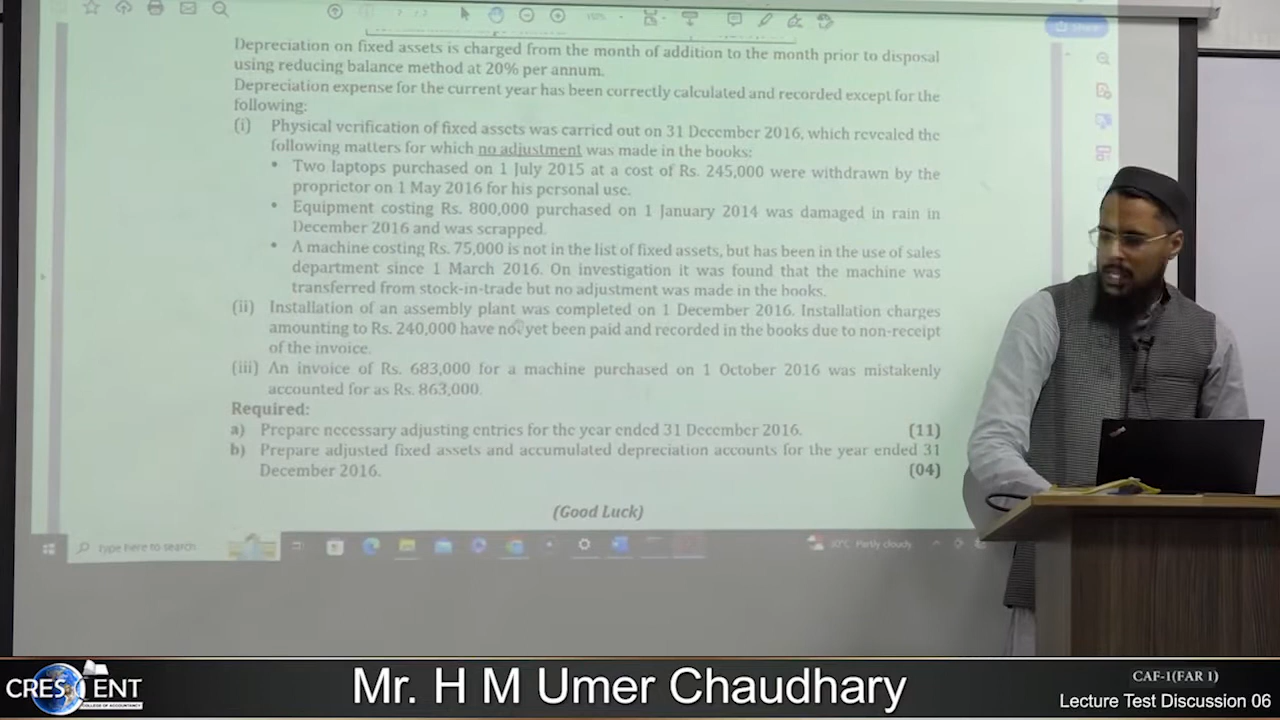 Share
Depreciation on fixed assets is charged from the month of addition to the month prior to disposal
using reducing balance method at 20% per annum.
Depreciation expense for the current year has been correctly calculated and recorded except for the
following:
(i) Physical verification of fixed assets was carried out on 31 December 2016, which revealed the
following matters for which no adjustment was made in the books:
• Two laptops purchased on 1 July 2015 at a cost of Rs. 245,000 were withdrawn by the
proprictor on 1 May 2016 for his personal use.
• Equipment costing Rs. 800,000 purchased on 1 January 2014 was damaged in rain in
December 2016 and was scrapped.
• A machine costing Rs. 75,000 is not in the list of fixed assets, but has been in the use of sales
department since 1 March 2016. On investigation it was found that the machine was
transferred from stock-in-trade but no adjustment was made in the books.
(ii) Installation of an assembly plant was completed on 1 December 2016. Installation charges
amounting to Rs. 240,000 have not yet been paid and recorded in the books due to non-receipt
of the invoice.
(iii) An invoice of Rs. 683,000 for a machine purchased on 1 October 2016 was mistakenly
accounted for as Rs. 863,000.
Required:
a) Prepare necessary adjusting entries for the year ended 31 December 2016. (11)
b) Prepare adjusted fixed assets and accumulated depreciation accounts for the year ended 31
December 2016. (04)
(Good Luck)
Type here to search
30°C Partly cloudy
CRESCENT
COLLEGE OF ACCOUNTANCY
Mr. H M Umer Chaudhary
CAF-1(FAR 1)
Lecture Test Discussion 06